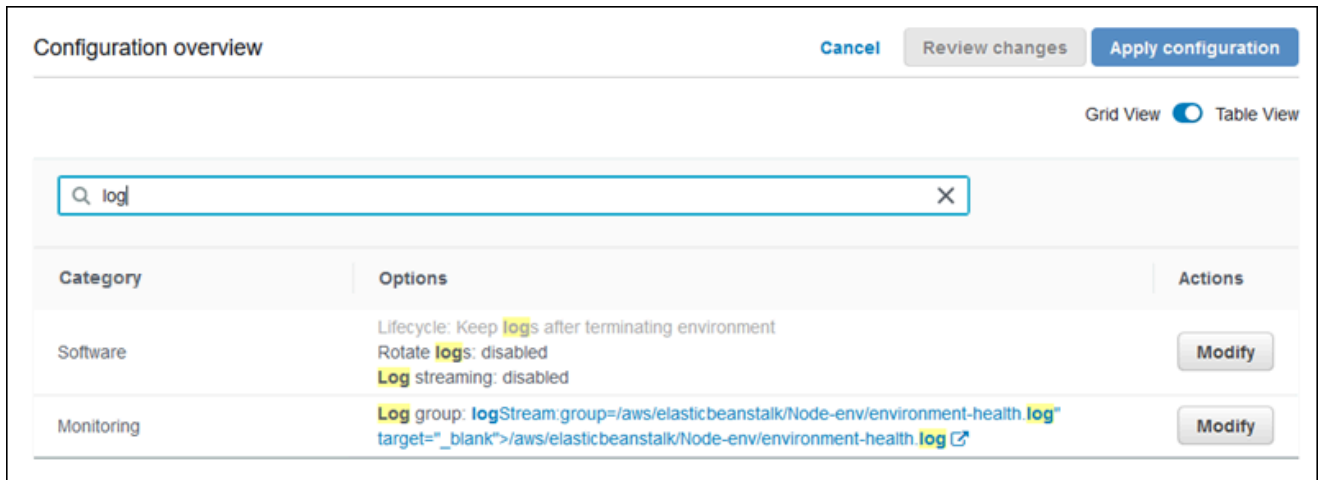 Configuration overview
Cancel
Review changes
Apply configuration
Grid View
Table View
log
Category
Options
Actions
Software
Lifecycle: Keep logs after terminating environment
Rotate logs: disabled
Log streaming: disabled
Modify
Monitoring
Log group: logStream:group=/aws/elasticbeanstalk/Node-env/environment-health.log"
target="_blank">/aws/elasticbeanstalk/Node-env/environment-health.log
Modify